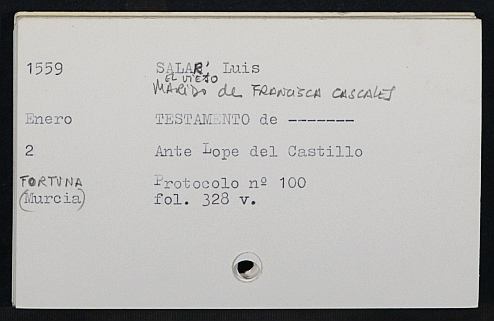 1559 SALAR, Luis
EL VIEJO
MARIDO de FRANCISCA CASCALES
Enero TESTAMENTO de -------
2 Ante Lope del Castillo
FORTUNA Protocolo nº 100
(Murcia) fol. 328 v.